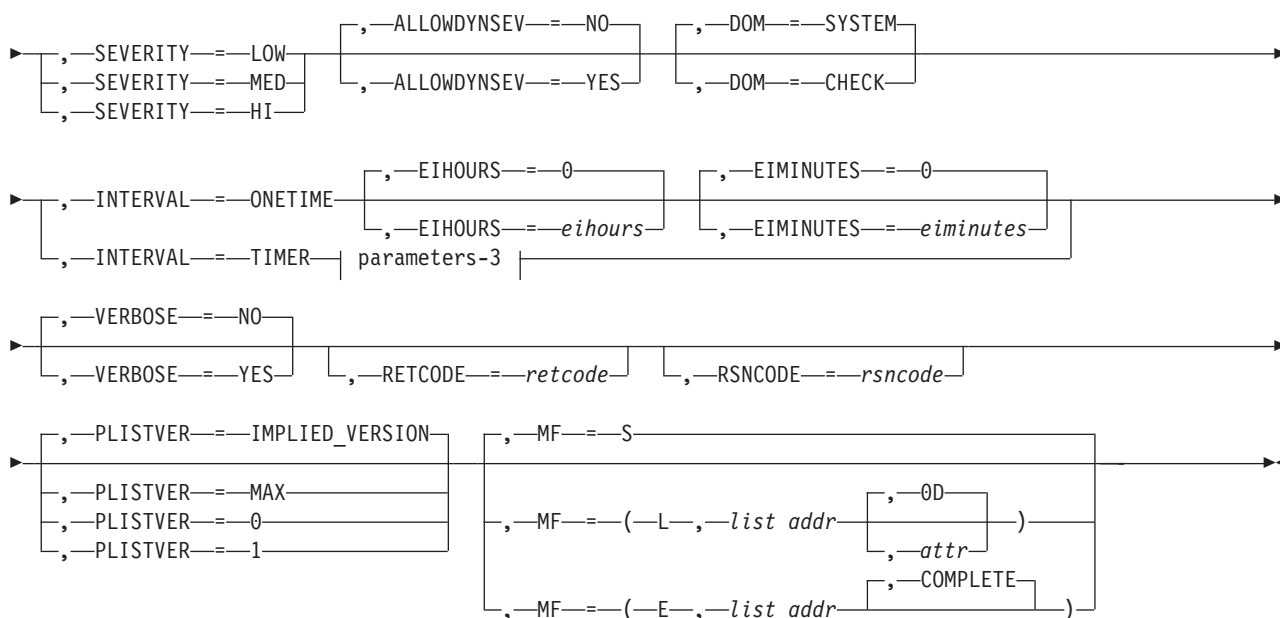 ,ALLOWDYNSEV=NO ,DOM=SYSTEM
,SEVERITY=LOW
,SEVERITY=MED ,ALLOWDYNSEV=YES ,DOM=CHECK
,SEVERITY=HI
,EIHOURS=0 ,EIMINUTES=0
,INTERVAL=ONETIME
,EIHOURS=eihours ,EIMINUTES=eiminutes
,INTERVAL=TIMER parameters-3
,VERBOSE=NO
,VERBOSE=YES ,RETCODE=retcode ,RSNCODE=rsncode
,PLISTVER=IMPLIED_VERSION ,MF=S
,PLISTVER=MAX ,0D
,PLISTVER=0 ,MF=(L,list addr )
,PLISTVER=1 ,attr
,COMPLETE
,MF=(E,list addr )